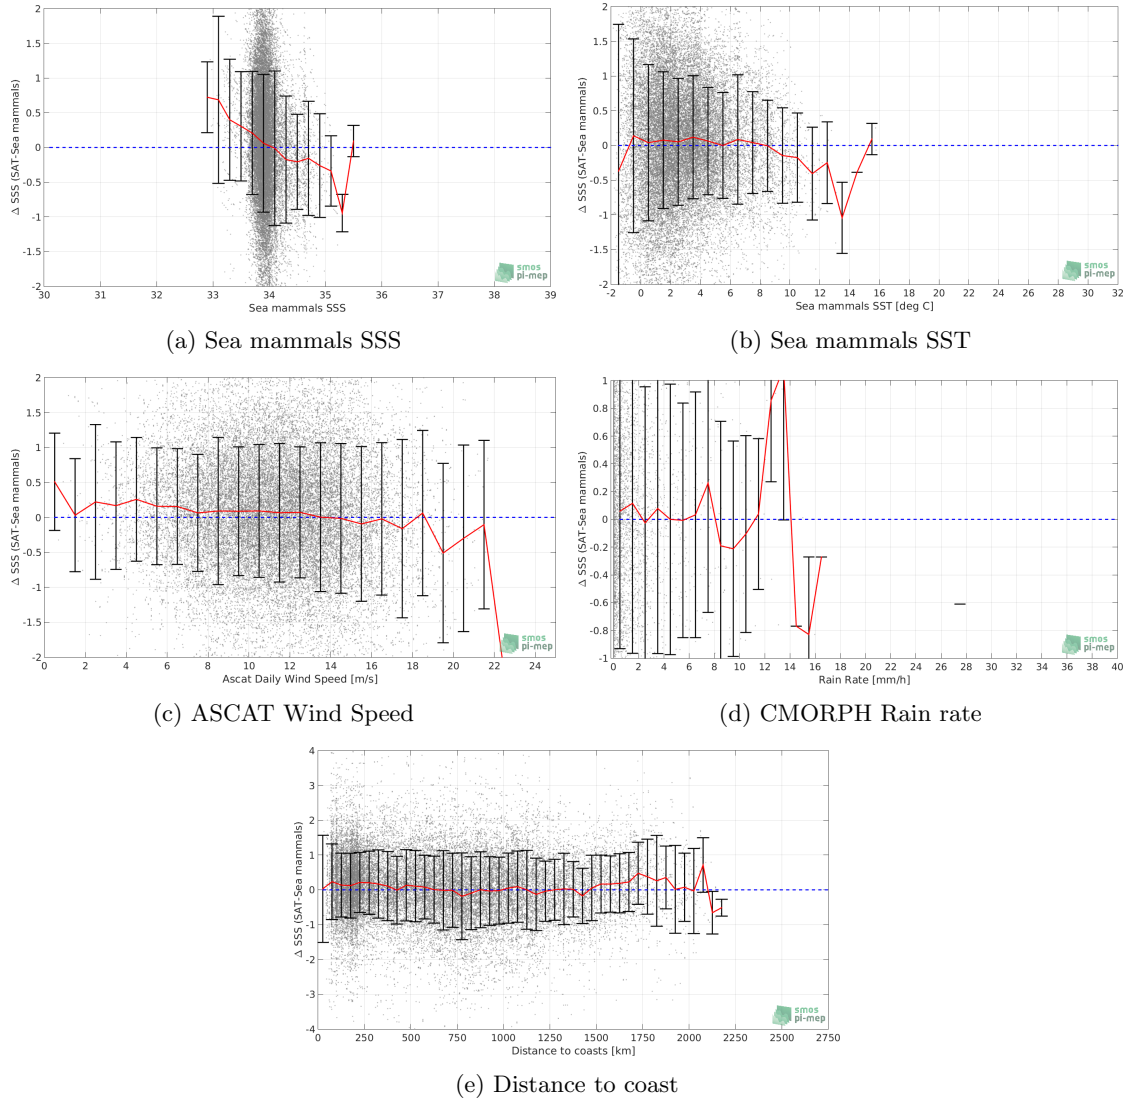 2
1.5
1
0.5
0
-0.5
-1
-1.5
-2
Δ SSS (SAT-Sea mammals)
30 31 32 33 34 35 36 37 38 39
Sea mammals SSS
smos
pi-mep
(a) Sea mammals SSS
2
1.5
1
0.5
0
-0.5
-1
-1.5
-2
Δ SSS (SAT-Sea mammals)
-2 0 2 4 6 8 10 12 14 16 18 20 22 24 26 28 30 32
Sea mammals SST [deg C]
smos
pi-mep
(b) Sea mammals SST
2
1.5
1
0.5
0
-0.5
-1
-1.5
-2
Δ SSS (SAT-Sea mammals)
0 2 4 6 8 10 12 14 16 18 20 22 24
Ascat Daily Wind Speed [m/s]
smos
pi-mep
(c) ASCAT Wind Speed
1
0.8
0.6
0.4
0.2
0
-0.2
-0.4
-0.6
-0.8
-1
Δ SSS (SAT-Sea mammals)
0 2 4 6 8 10 12 14 16 18 20 22 24 26 28 30 32 34 36 38 40
Rain Rate [mm/h]
smos
pi-mep
(d) CMORPH Rain rate
4
3
2
1
0
-1
-2
-3
-4
Δ SSS (SAT-Sea mammals)
0 250 500 750 1000 1250 1500 1750 2000 2250 2500 2750
Distance to coasts [km]
smos
pi-mep
(e) Distance to coast